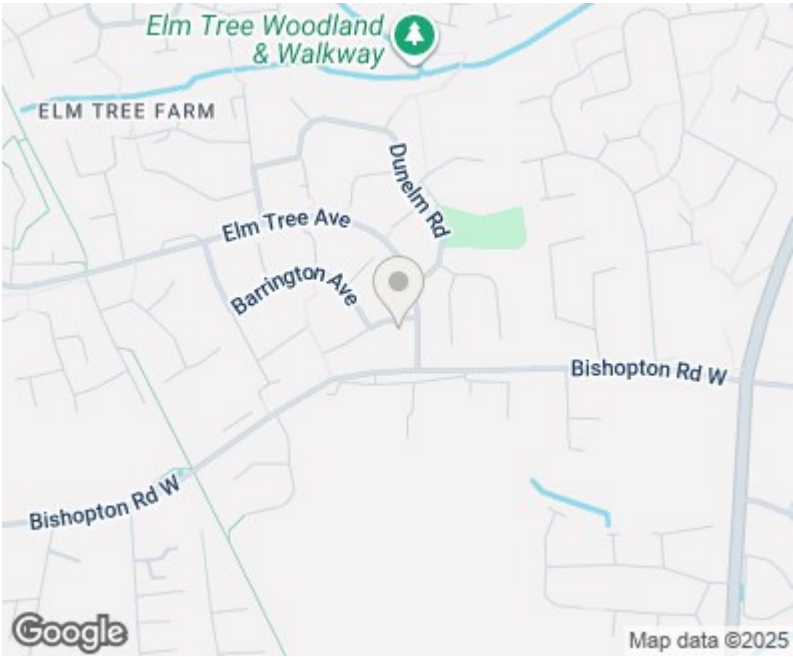 Elm Tree Woodland
& Walkway
ELM TREE FARM
Dunelm Rd
Elm Tree Ave
Barrington Ave
Bishopton Rd W
Bishopton Rd W
Google
Map data ©2025